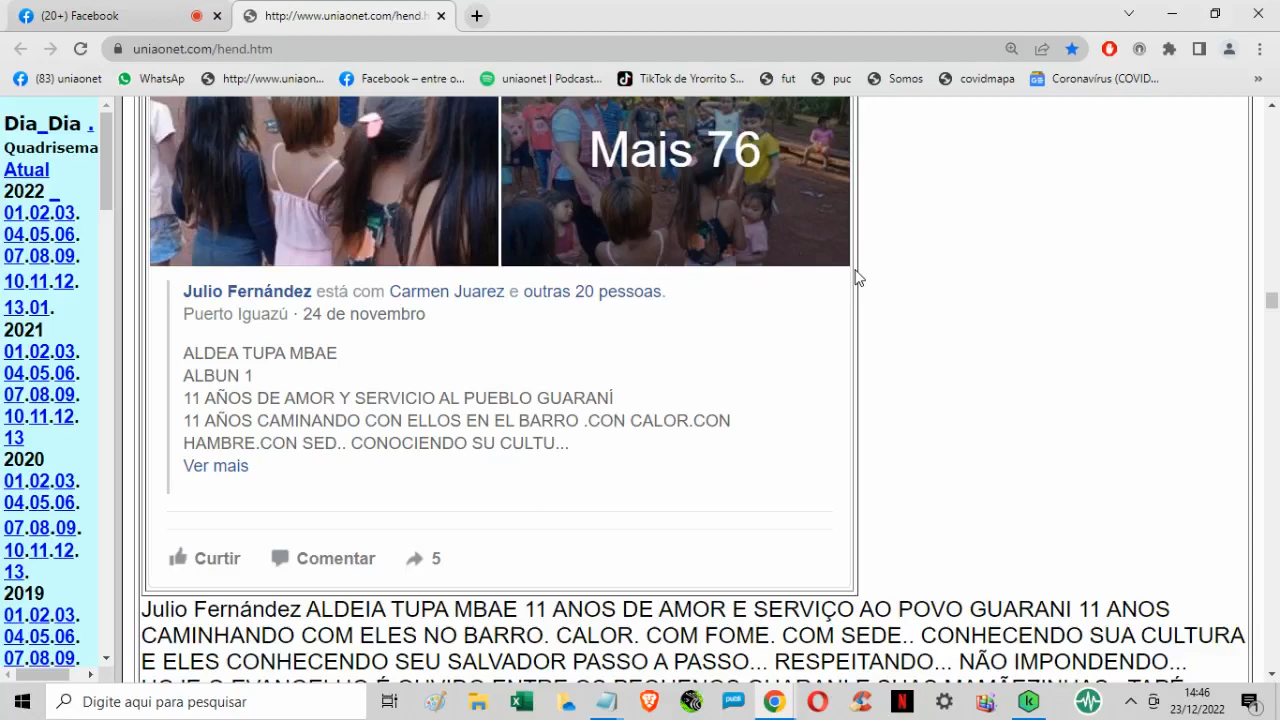 (20+) Facebook
http://www.uniaonet.com/hend.h
uniaonet.com/hend.htm
(83) uniaonet
WhatsApp
http://www.uniaon...
Facebook – entre o...
uniaonet | Podcast...
TikTok de Yrorrito S...
fut
puc
Somos
covidmapa
Coronavírus (COVID...
»
Dia_Dia .
Quadrisema
Atual
2022 _
01.02.03.
04.05.06.
07.08.09.
10.11.12.
13.01.
2021
01.02.03.
04.05.06.
07.08.09.
10.11.12.
13
2020
01.02.03.
04.05.06.
07.08.09.
10.11.12.
13.
2019
01.02.03.
04.05.06.
07.08.09.
Mais 76
Julio Fernández está com Carmen Juarez e outras 20 pessoas.
Puerto Iguazú · 24 de novembro
ALDEA TUPA MBAE
ALBUN 1
11 AÑOS DE AMOR Y SERVICIO AL PUEBLO GUARANÍ
11 AÑOS CAMINANDO CON ELLOS EN EL BARRO .CON CALOR.CON
HAMBRE.CON SED.. CONOCIENDO SU CULTU...
Ver mais
Curtir
Comentar
5
Julio Fernández ALDEIA TUPA MBAE 11 ANOS DE AMOR E SERVIÇO AO POVO GUARANI 11 ANOS
CAMINHANDO COM ELES NO BARRO. CALOR. COM FOME. COM SEDE.. CONHECENDO SUA CULTURA
E ELES CONHECENDO SEU SALVADOR PASSO A PASSO... RESPEITANDO... NÃO IMPONDENDO...
Digite aqui para pesquisar
14:46
23/12/2022